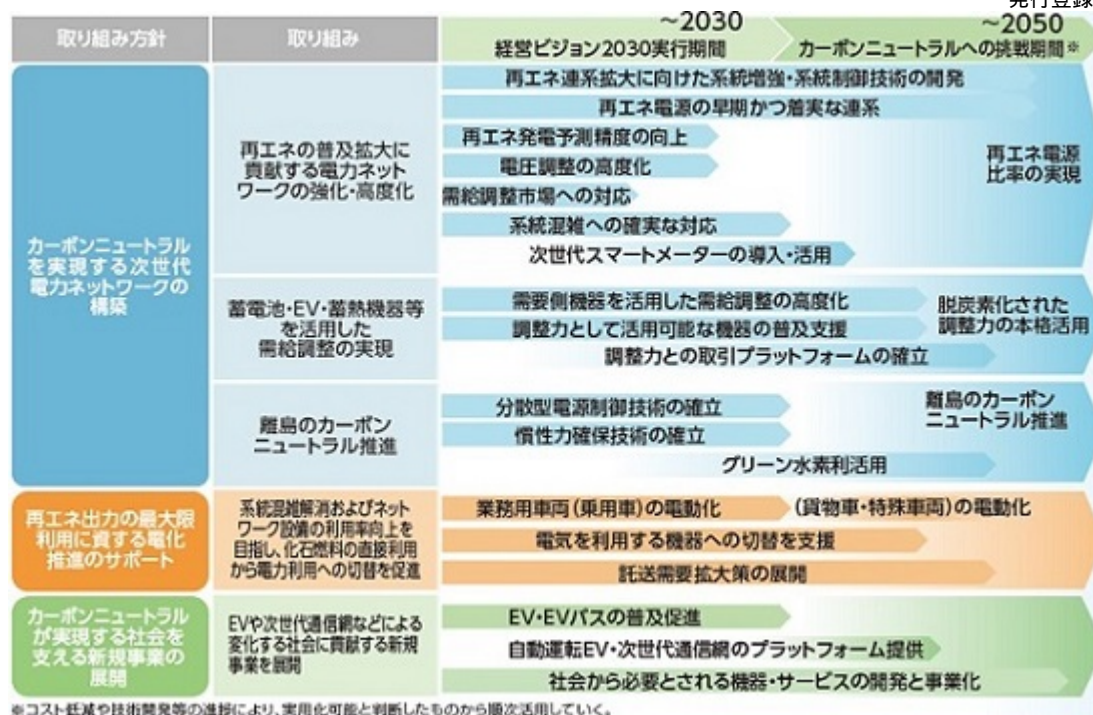 発行登録
取り組み方針
取り組み
～2030
経営ビジョン2030実行期間
～2050
カーボンニュートラルへの挑戦期間※
カーボンニュートラル
を実現する次世代
電力ネットワークの
構築
再エネの普及拡大に
貢献する電力ネット
ワークの強化・高度化
再エネ連系拡大に向けた系統増強・系統制御技術の開発
再エネ電源の早期かつ着実な連系
再エネ発電予測精度の向上
電圧調整の高度化
需給調整市場への対応
系統混雑への確実な対応
次世代スマートメーターの導入・活用
再エネ電源
比率の実現
蓄電池・EV・蓄熱機器等
を活用した
需給調整の実現
需要側機器を活用した需給調整の高度化
調整力として活用可能な機器の普及支援
調整力との取引プラットフォームの確立
脱炭素化された
調整力の本格活用
離島のカーボン
ニュートラル推進
分散型電源制御技術の確立
慣性力確保技術の確立
グリーン水素利活用
離島のカーボン
ニュートラル推進
再エネ出力の最大限
利用に資する電化
推進のサポート
系統混雑解消およびネット
ワーク設備の利用率向上を
目指し、化石燃料の直接利用
から電力利用への切替を促進
業務用車両(乗用車)の電動化
(貨物車・特殊車両)の電動化
電気を利用する機器への切替を支援
託送需要拡大策の展開
カーボンニュートラル
が実現する社会を
支える新規事業の
展開
EVや次世代通信網などによる
変化する社会に貢献する新規
事業を展開
EV・EVバスの普及促進
自動運転EV・次世代通信網のプラットフォーム提供
社会から必要とされる機器・サービスの開発と事業化
※コスト低減や技術開発等の進捗により、実用化可能と判断したものから順次活用していく。